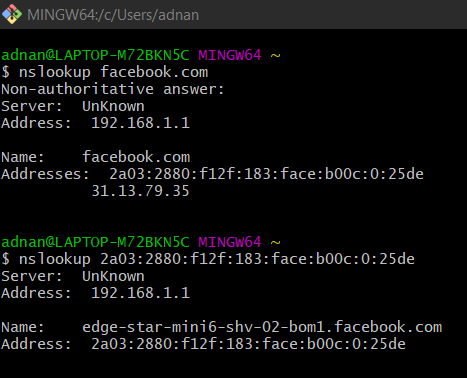 MINGW64:/c/Users/adnan
adnan@LAPTOP-M72BKN5C MINGW64 ~
$ nslookup facebook.com
Non-authoritative answer:
Server:  UnKnown
Address:  192.168.1.1
Name:    facebook.com
Addresses:  2a03:2880:f12f:183:face:b00c:0:25de
31.13.79.35
adnan@LAPTOP-M72BKN5C MINGW64 ~
$ nslookup 2a03:2880:f12f:183:face:b00c:0:25de
Server:  UnKnown
Address:  192.168.1.1
Name:    edge-star-mini6-shv-02-bom1.facebook.com
Address:  2a03:2880:f12f:183:face:b00c:0:25de